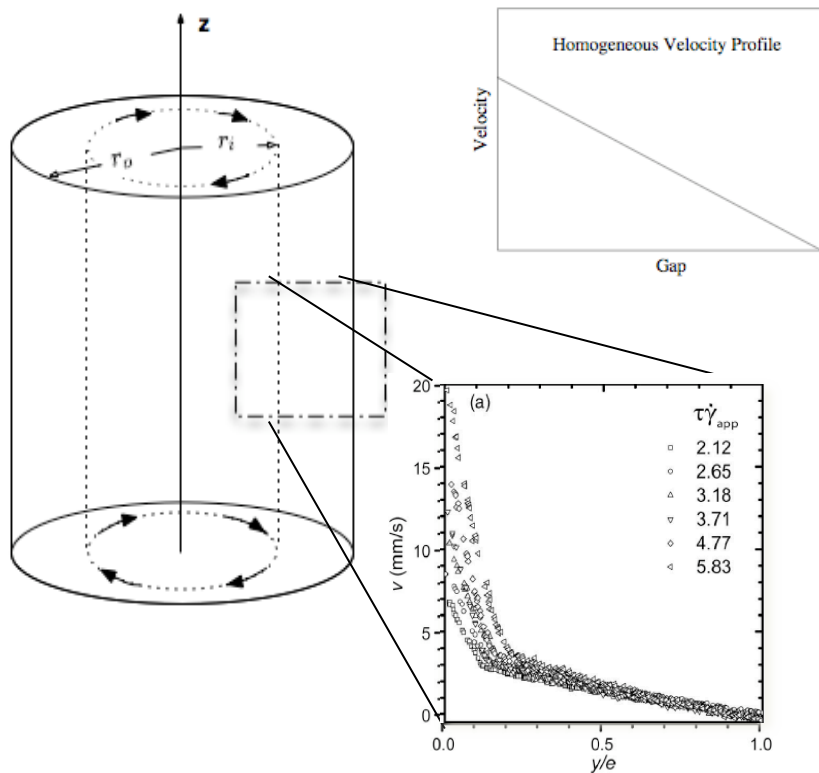 z
r_o
r_i
Homogeneous Velocity Profile
Velocity
Gap
(a)
τγ̇_app
2.12
2.65
3.18
3.71
4.77
5.83
20
15
10
5
0
v (mm/s)
0.0 0.5 1.0
y/e